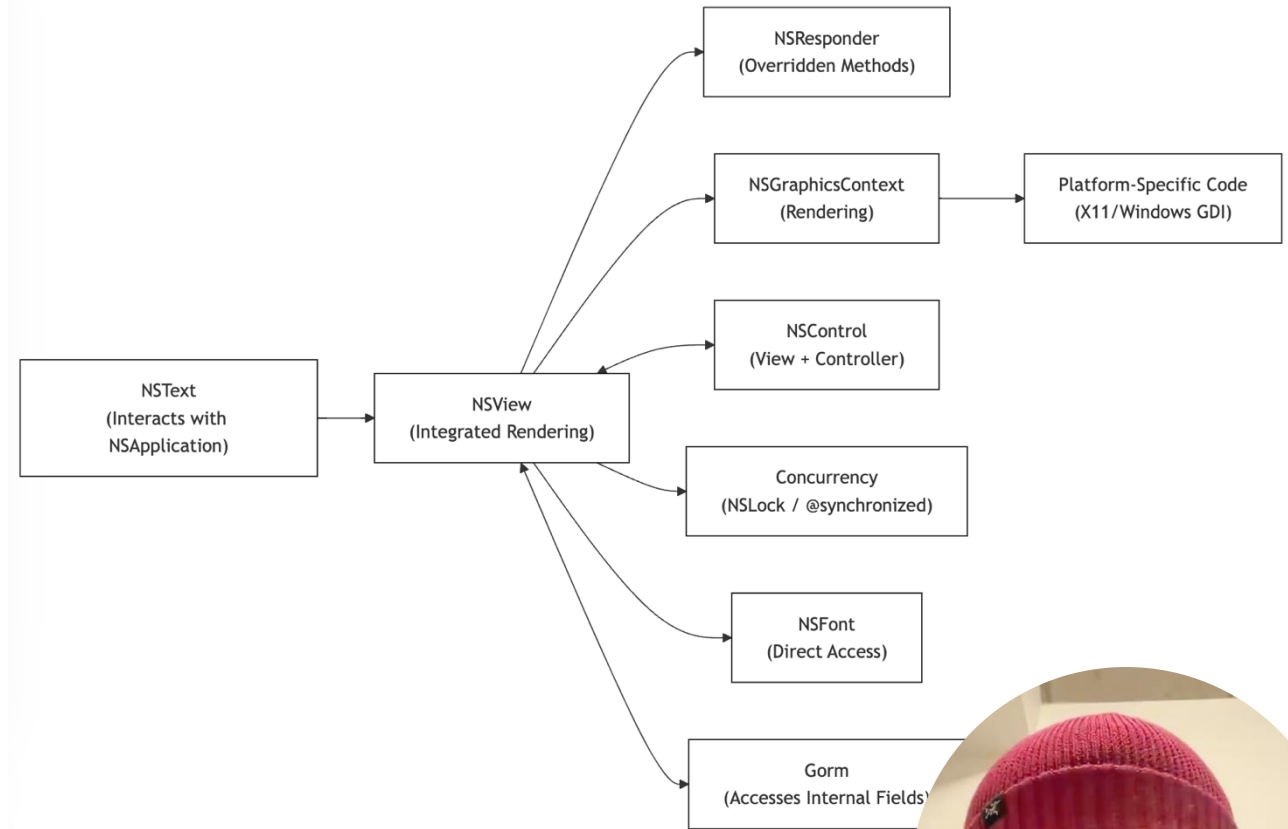 NSResponder
(Overridden Methods)
NSGraphicsContext
(Rendering)
Platform-Specific Code
(X11/Windows GDI)
NSControl
(View + Controller)
NSText
(Interacts with
NSApplication)
NSView
(Integrated Rendering)
Concurrency
(NSLock / @synchronized)
NSFont
(Direct Access)
Gorm
(Accesses Internal Fields)